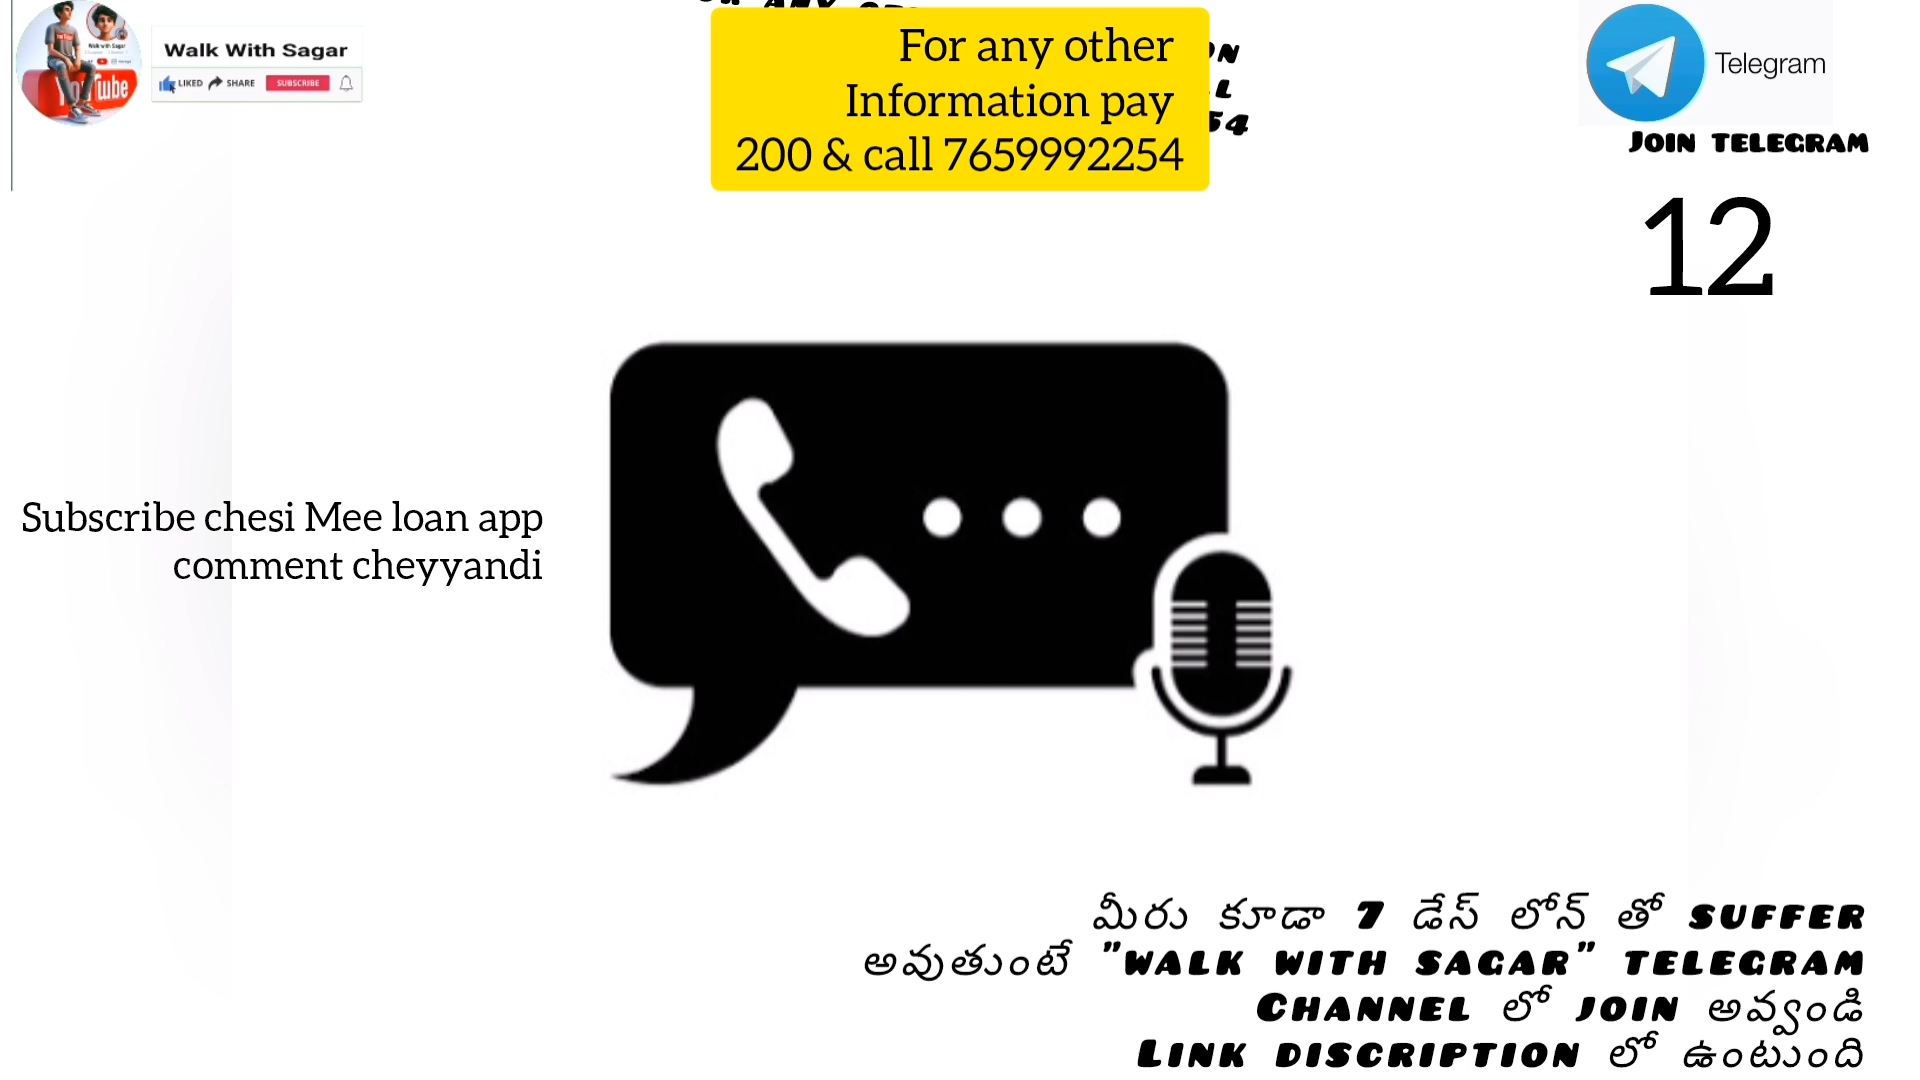 Walk With Sagar
LIKED SHARE SUBSCRIBE
For any other
Information pay
200 & call 7659992254
54
Telegram
JOIN TELEGRAM
12
Subscribe chesi Mee loan app
comment cheyyandi
మీరు కూడా 7 డేస్ లోన్ తో SUFFER
అవుతుంటే "WALK WITH SAGAR" TELEGRAM
CHANNEL లో JOIN అవ్వండి
LINK DISCRIPTION లో ఉంటుంది